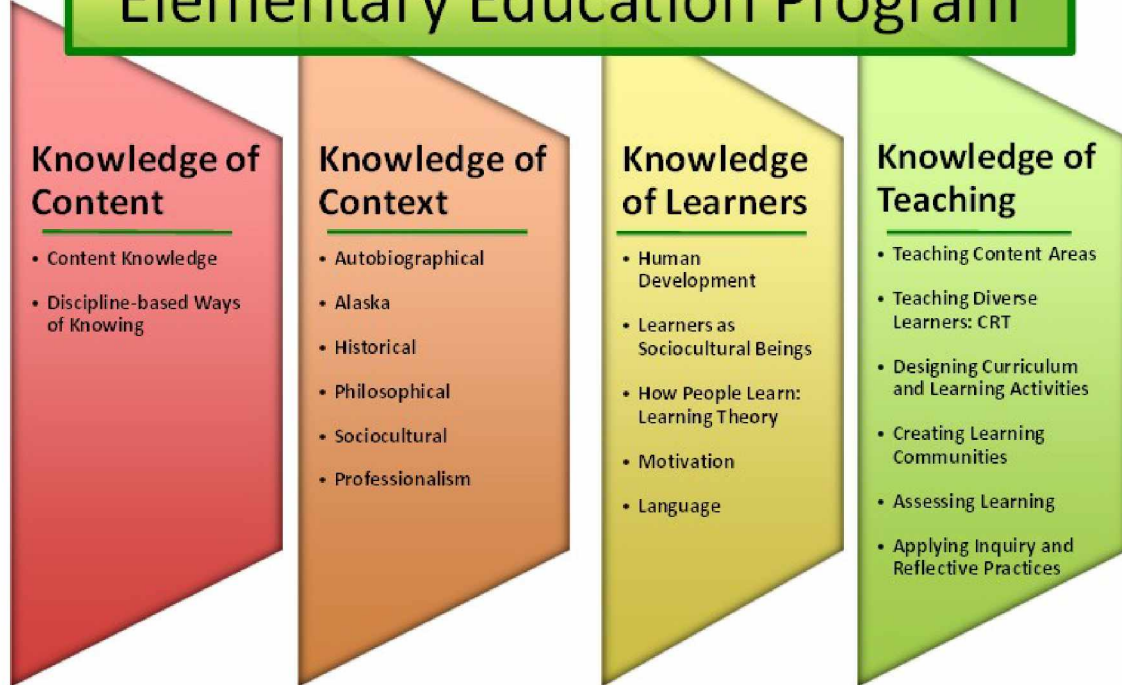 Elementary Education Program
Knowledge of
Content
• Content Knowledge
• Discipline-based Ways
of Knowing
Knowledge of
Context
• Autobiographical
• Alaska
• Historical
• Philosophical
• Sociocultural
• Professionalism
Knowledge
of Learners
• Human
Development
• Learners as
Sociocultural Beings
• How People Learn:
Learning Theory
• Motivation
• Language
Knowledge of
Teaching
• Teaching Content Areas
• Teaching Diverse
Learners: CRT
• Designing Curriculum
and Learning Activities
• Creating Learning
Communities
• Assessing Learning
• Applying Inquiry and
Reflective Practices